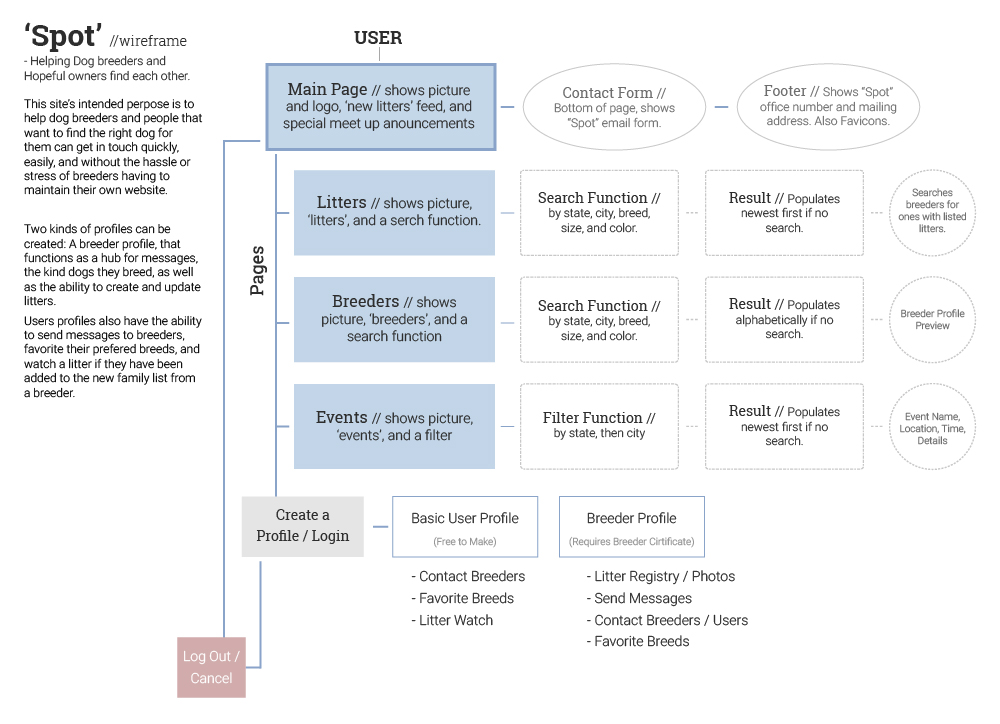 ‘Spot’ //wireframe
- Helping Dog breeders and
Hopeful owners find each other.
This site’s intended perpose is to
help dog breeders and people that
want to find the right dog for
them can get in touch quickly,
easily, and without the hassle or
stress of breeders having to
maintain their own website.
Two kinds of profiles can be
created: A breeder profile, that
functions as a hub for messages,
the kind dogs they breed, as well
as the ability to create and update
litters.
Users profiles also have the ability
to send messages to breeders,
favorite their prefered breeds, and
watch a litter if they have been
added to the new family list from
a breeder.
USER
Main Page // shows picture
and logo, ‘new litters’ feed, and
special meet up anouncements
Contact Form //
Bottom of page, shows
“Spot” email form.
Footer // Shows “Spot”
office number and mailing
address. Also Favicons.
Pages
Litters // shows picture,
‘litters’, and a serch function.
Search Function //
by state, city, breed,
size, and color.
Result // Populates
newest first if no
search.
Searches
breeders for
ones with listed
litters.
Breeders // shows
picture, ‘breeders’, and a
search function
Search Function //
by state, city, breed,
size, and color.
Result // Populates
alphabetically if no
search.
Breeder Profile
Preview
Events // shows picture,
‘events’, and a filter
Filter Function //
by state, then city
Result // Populates
newest first if no
search.
Event Name,
Location, Time,
Details
Create a
Profile / Login
Basic User Profile
(Free to Make)
- Contact Breeders
- Favorite Breeds
- Litter Watch
Breeder Profile
(Requires Breeder Cirtificate)
- Litter Registry / Photos
- Send Messages
- Contact Breeders / Users
- Favorite Breeds
Log Out /
Cancel